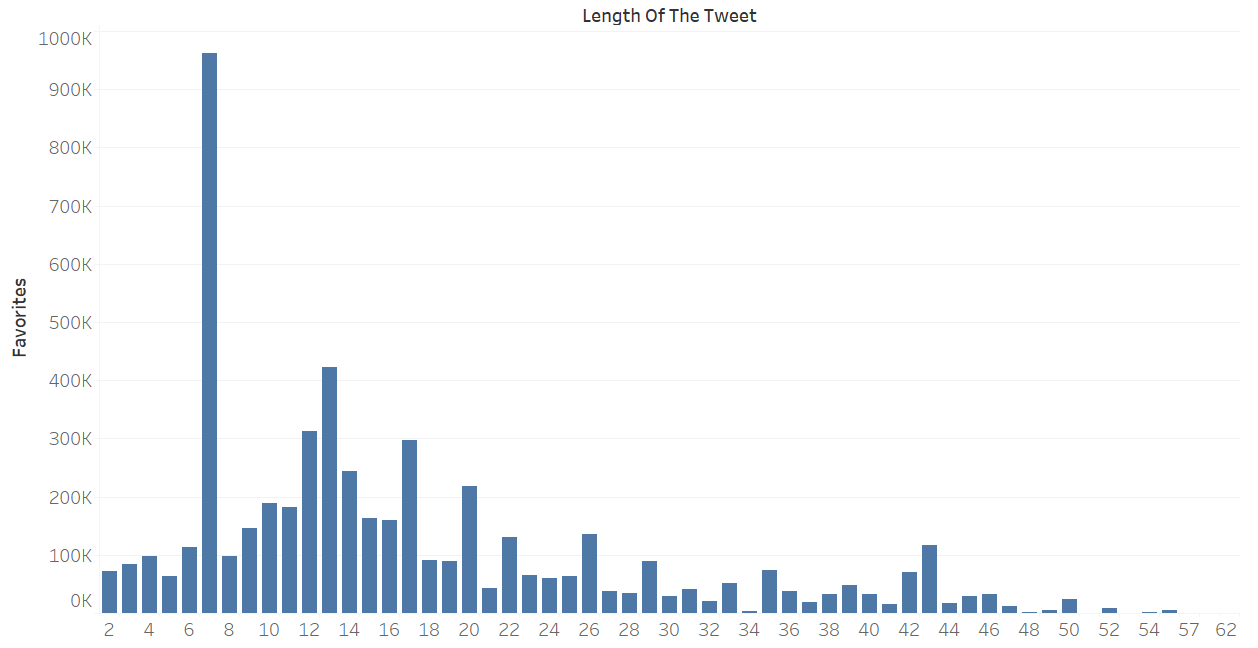 Length Of The Tweet
1000K
900K
800K
700K
600K
500K
400K
300K
200K
100K
0K
Favorites
2 4 6 8 10 12 14 16 18 20 22 24 26 28 30 32 34 36 38 40 42 44 46 48 50 52 54 57 62